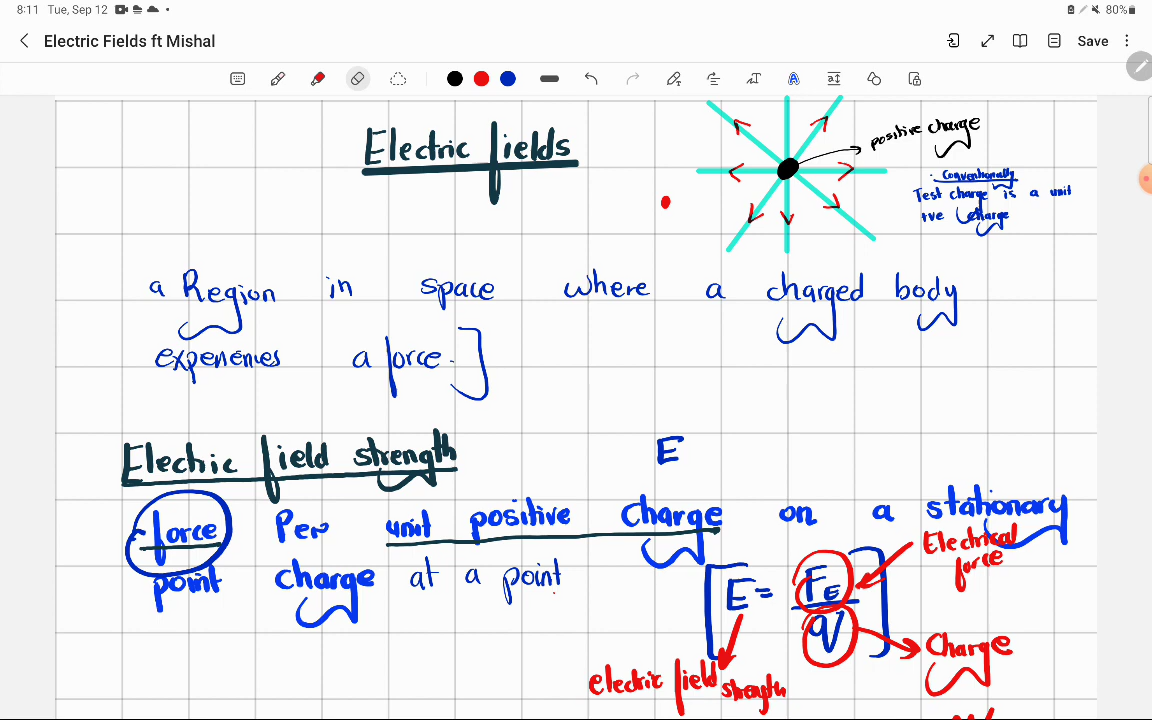 8:11 Tue, Sep 12
80%
Electric Fields ft Mishal
Save
Electric fields
positive charge
Conventionally
Test charge is a unit
+ve charge
a Region in space where a charged body
experiences a force.
Electric field strength
E
force per unit positive charge on a stationary
point charge at a point
E = FE / q
Electrical
force
Charge
electric field strength